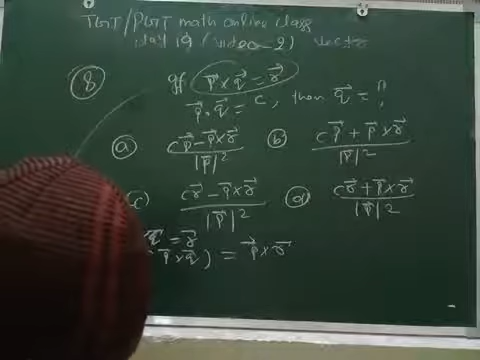 TGT/PGT math online class
day 19 (video-2) vector
⑧ If p⃗ × q⃗ = r⃗
p⃗ . q⃗ = c, then q⃗ = ?
ⓐ (cp⃗ - p⃗×r⃗)/|p⃗|² ⓑ (cp⃗ + p⃗×r⃗)/|p⃗|²
c) (cr⃗ - p⃗×r⃗)/|p⃗|² ⓓ (cr⃗ + p⃗×r⃗)/|p⃗|²
q⃗ = r⃗
p⃗×q⃗) = p⃗×r⃗